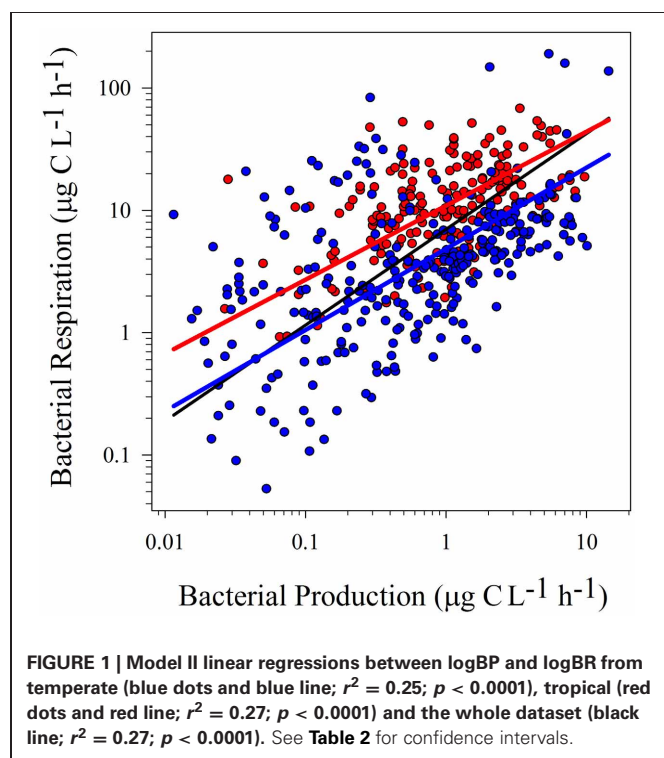 Bacterial Respiration (µg C L-1 h-1)
100
10
1
0.1
0.01
0.1
1
10
Bacterial Production (µg C L-1 h-1)
FIGURE 1 | Model II linear regressions between logBP and logBR from
temperate (blue dots and blue line; r2 = 0.25; p < 0.0001), tropical (red
dots and red line; r2 = 0.27; p < 0.0001) and the whole dataset (black
line; r2 = 0.27; p < 0.0001). See Table 2 for confidence intervals.